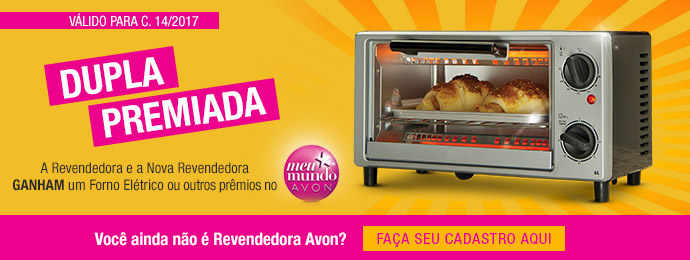 VÁLIDO PARA C. 14/2017
DUPLA
PREMIADA
A Revendedora e a Nova Revendedora
GANHAM um Forno Elétrico ou outros prêmios no
meu
mundo
AVON
Você ainda não é Revendedora Avon?
FAÇA SEU CADASTRO AQUI